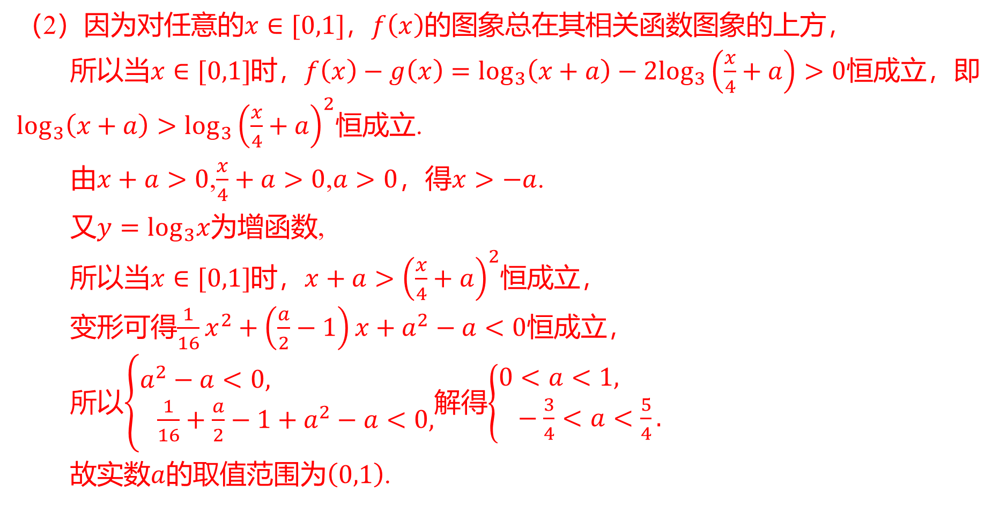 （2）因为对任意的$x \in [0,1]$，$f(x)$的图象总在其相关函数图象的上方，
所以当$x \in [0,1]$时，$f(x) - g(x) = \log_3(x + a) - 2\log_3\left(\frac{x}{4} + a\right) > 0$恒成立，即
$\log_3(x + a) > \log_3\left(\frac{x}{4} + a\right)^2$恒成立.
由$x + a > 0, \frac{x}{4} + a > 0, a > 0$，得$x > -a$.
又$y = \log_3 x$为增函数,
所以当$x \in [0,1]$时，$x + a > \left(\frac{x}{4} + a\right)^2$恒成立，
变形可得$\frac{1}{16}x^2 + \left(\frac{a}{2} - 1\right)x + a^2 - a < 0$恒成立，
所以$\begin{cases} a^2 - a < 0, \\ \frac{1}{16} + \frac{a}{2} - 1 + a^2 - a < 0, \end{cases}$解得$\begin{cases} 0 < a < 1, \\ -\frac{3}{4} < a < \frac{5}{4}. \end{cases}$
故实数$a$的取值范围为$(0,1)$.